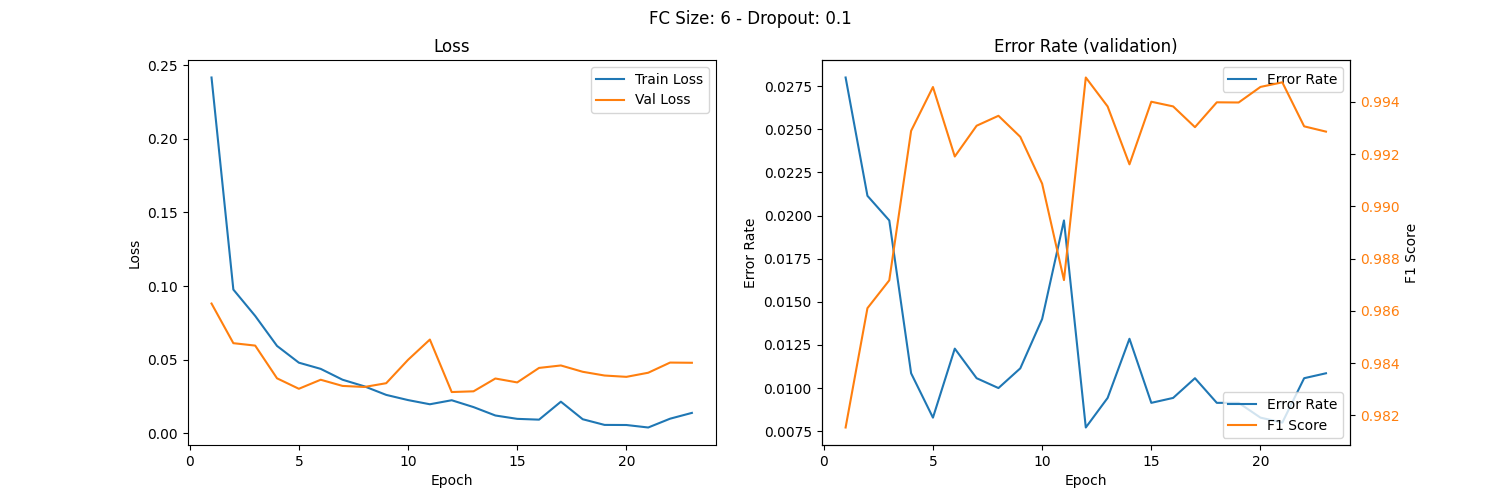 FC Size: 6 - Dropout: 0.1
Loss
Train Loss
Val Loss
0.25
0.20
0.15
0.10
0.05
0.00
Loss
0
5
10
15
20
Epoch
Error Rate (validation)
Error Rate
0.0275
0.0250
0.0225
0.0200
0.0175
0.0150
0.0125
0.0100
0.0075
Error Rate
0
5
10
15
20
Epoch
Error Rate
F1 Score
0.994
0.992
0.990
0.988
0.986
0.984
0.982
F1 Score